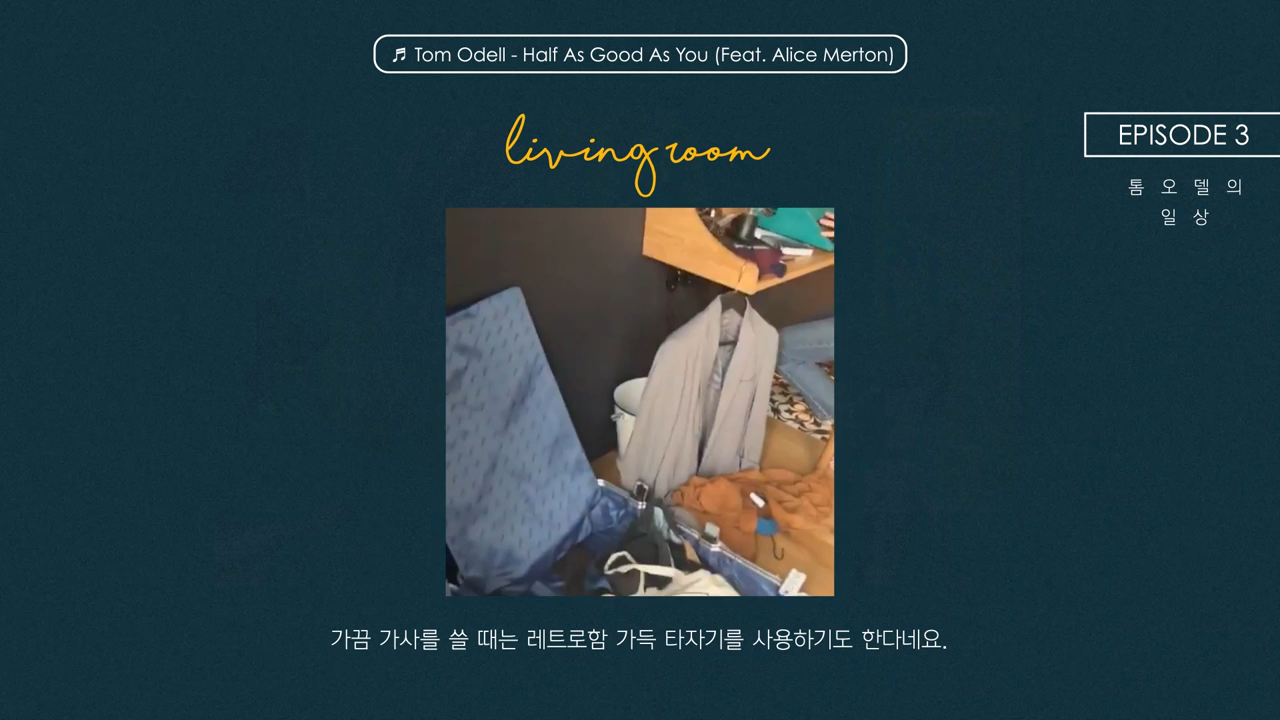 ♬ Tom Odell - Half As Good As You (Feat. Alice Merton)
living room
EPISODE 3
톰 오델의
일상
가끔 가사를 쓸 때는 레트로함 가득 타자기를 사용하기도 한다네요.